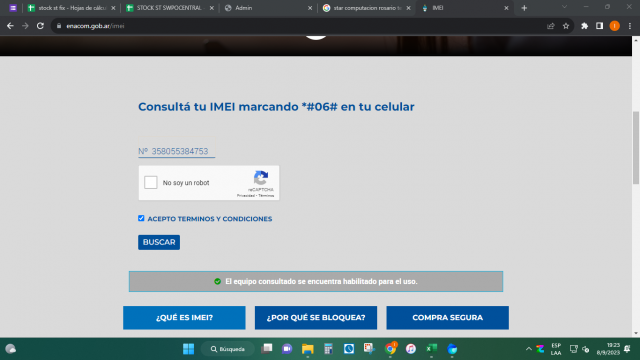 stock st fix - Hojas de cálcu
STOCK ST SWPOCENTRAL -
Admin
star computacion rosario te
IMEI
enacom.gob.ar/imei
Consultá tu IMEI marcando *#06# en tu celular
Nº 358055384753
No soy un robot
reCAPTCHA
Privacidad - Términos
ACEPTO TERMINOS Y CONDICIONES
BUSCAR
El equipo consultado se encuentra habilitado para el uso.
¿QUÉ ES IMEI?
¿POR QUÉ SE BLOQUEA?
COMPRA SEGURA
Búsqueda
ESP
LAA
19:23
8/9/2023